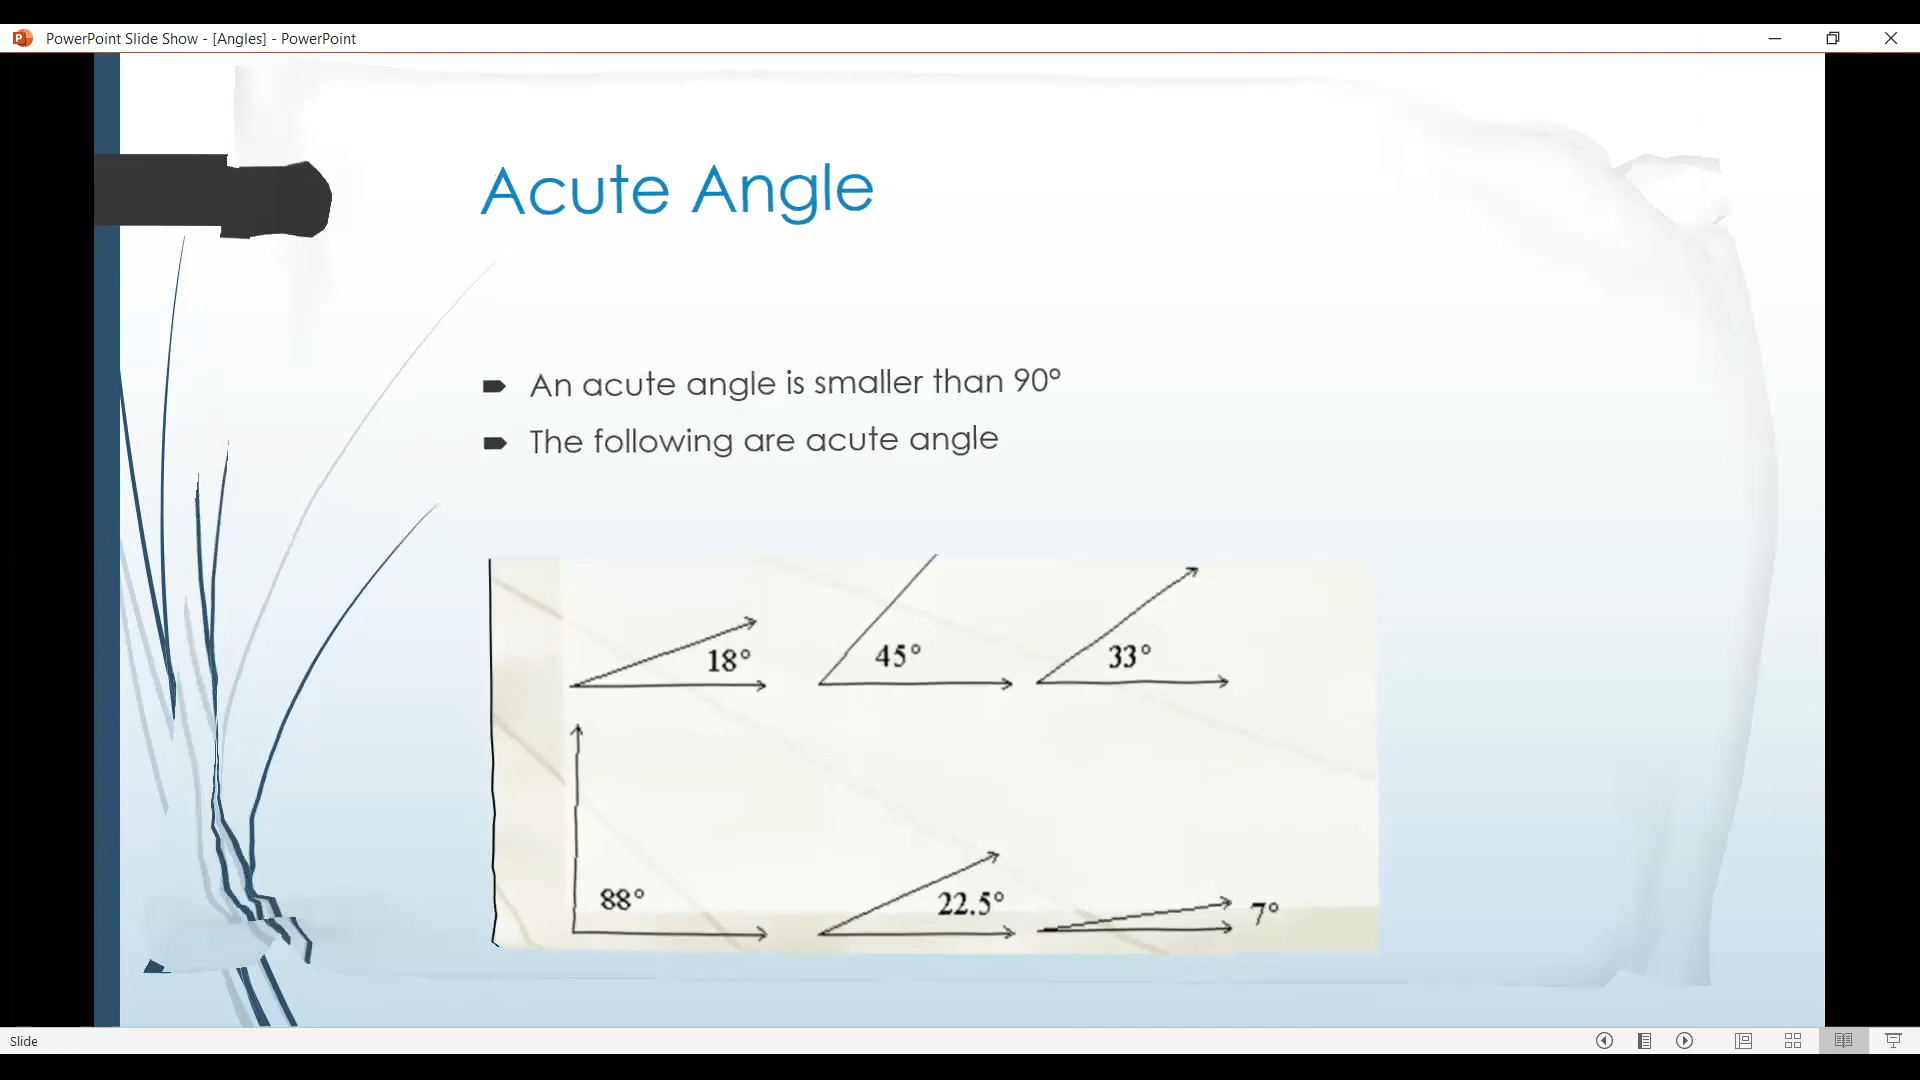 PowerPoint Slide Show - [Angles] - PowerPoint
Acute Angle
An acute angle is smaller than 90°
The following are acute angle
18°
45°
33°
88°
22.5°
7°
Slide